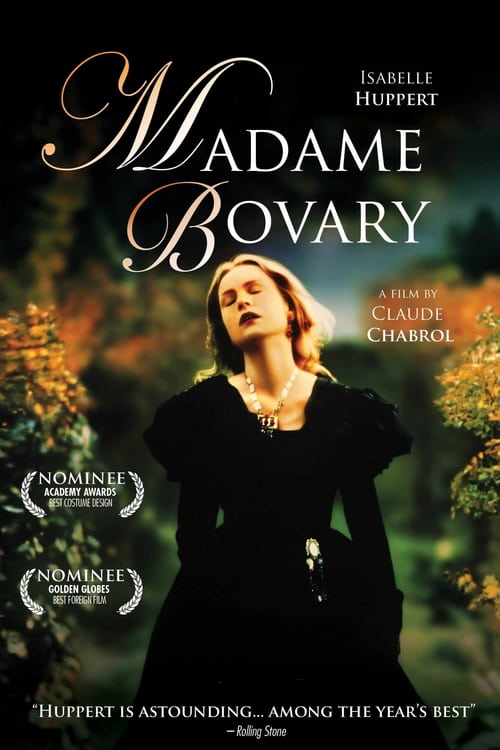 ISABELLE
HUPPERT
MADAME
BOVARY
A FILM BY
CLAUDE
CHABROL
NOMINEE
ACADEMY AWARDS
BEST COSTUME DESIGN
NOMINEE
GOLDEN GLOBES
BEST FOREIGN FILM
“HUPPERT IS ASTOUNDING... AMONG THE YEAR’S BEST”
—Rolling Stone